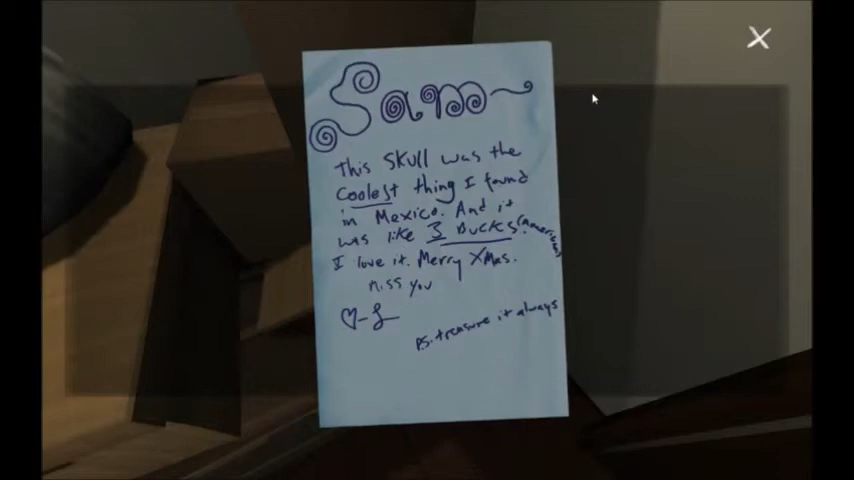 Sam
This SKULL was the
Coolest thing I found
in Mexico. And it
was like 3 BUCKS. (American)
I love it. Merry XMas.
miss you
♡-L
PS. treasure it always